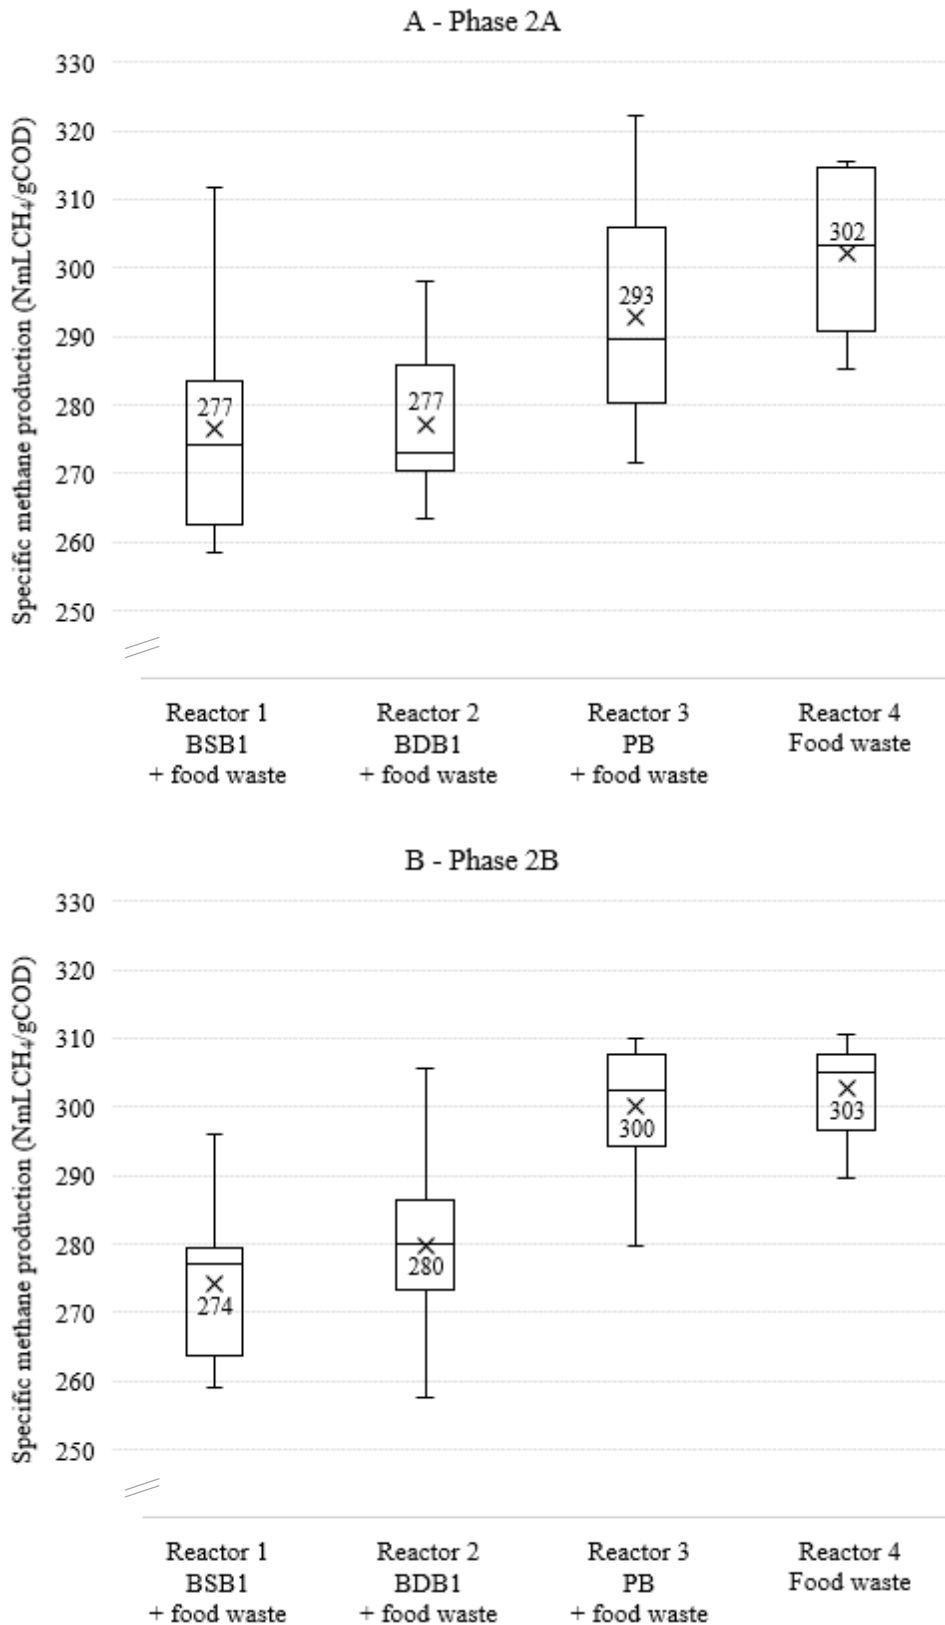 A - Phase 2A
Specific methane production (NmLCH₄/gCOD)
330
320
310
300
290
280
270
260
250
277
277
293
302
Reactor 1
BSB1
+ food waste
Reactor 2
BDB1
+ food waste
Reactor 3
PB
+ food waste
Reactor 4
Food waste
B - Phase 2B
Specific methane production (NmLCH₄/gCOD)
330
320
310
300
290
280
270
260
250
274
280
300
303
Reactor 1
BSB1
+ food waste
Reactor 2
BDB1
+ food waste
Reactor 3
PB
+ food waste
Reactor 4
Food waste